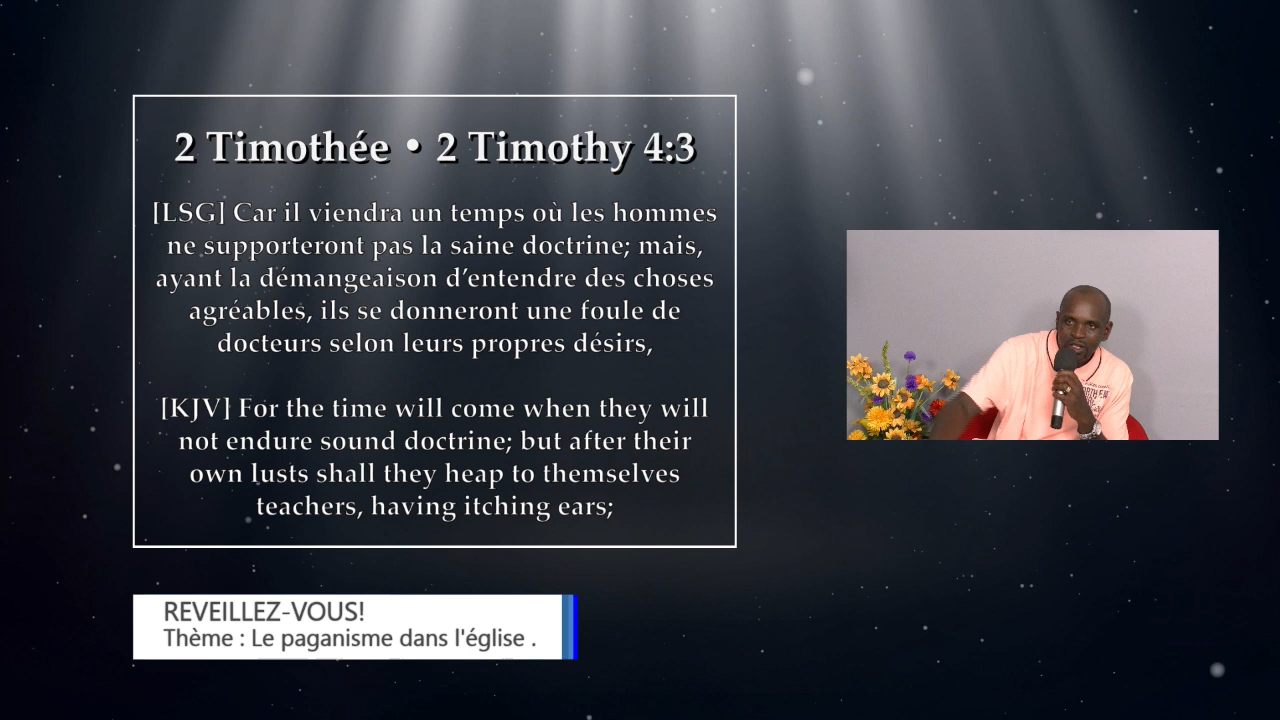 2 Timothée • 2 Timothy 4:3
[LSG] Car il viendra un temps où les hommes
ne supporteront pas la saine doctrine; mais,
ayant la démangeaison d’entendre des choses
agréables, ils se donneront une foule de
docteurs selon leurs propres désirs,
[KJV] For the time will come when they will
not endure sound doctrine; but after their
own lusts shall they heap to themselves
teachers, having itching ears;
REVEILLEZ-VOUS!
Thème : Le paganisme dans l'église .